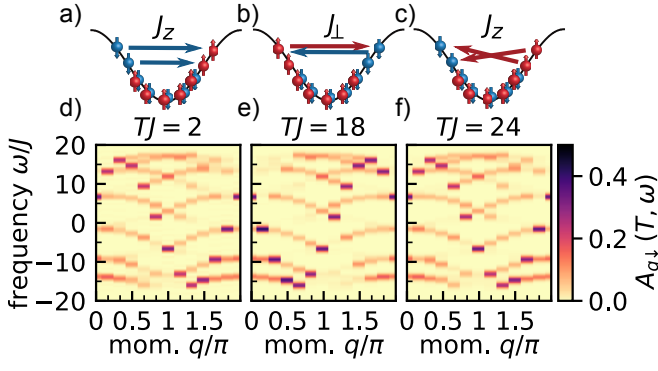 a) J_Z b) J_⊥ c) J_Z
d) TJ = 2 e) TJ = 18 f) TJ = 24
frequency ω/J
20
10
0
−10
−20
0 0.5 1 1.5 0 0.5 1 1.5 0 0.5 1 1.5
mom. q/π mom. q/π mom. q/π
0.4
0.2
0.0
A_{q↓}(T, ω)